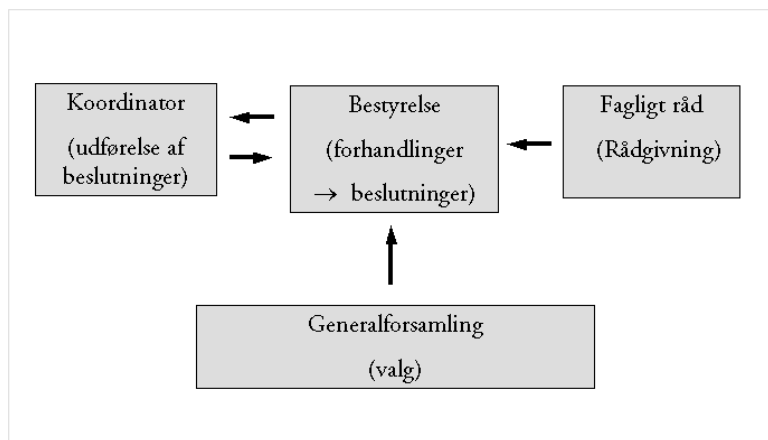 Koordinator
(udførelse af
beslutninger)
Bestyrelse
(forhandlinger
→ beslutninger)
Fagligt råd
(Rådgivning)
Generalforsamling
(valg)